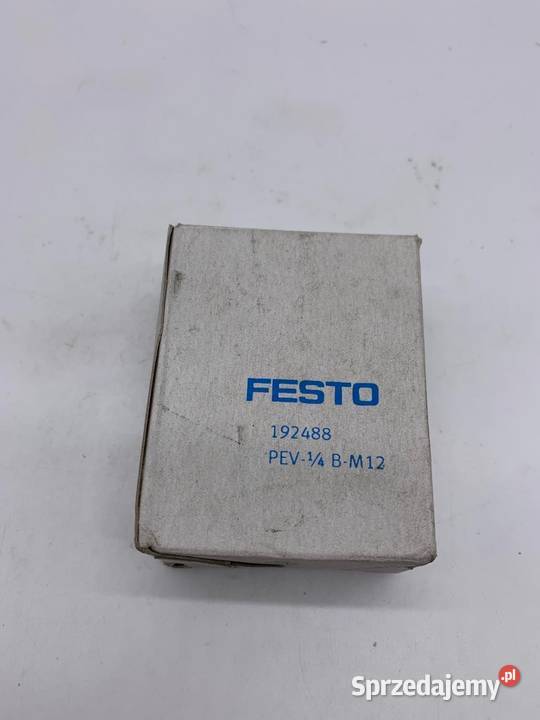 FESTO
192488
PEV-¼ B-M12
Sprzedajemy.pl